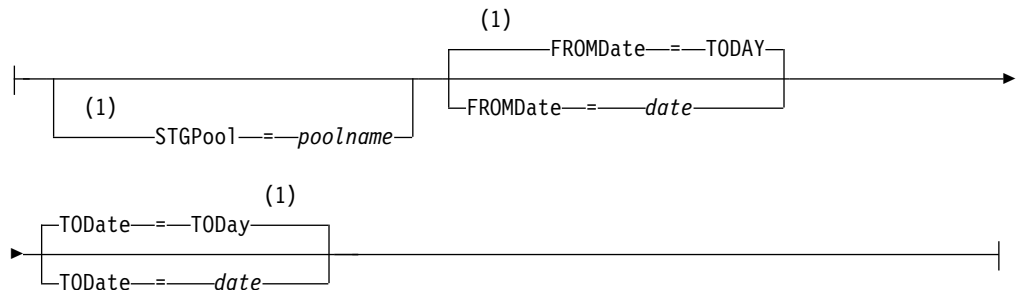 (1)
FROMDate = TODAY
(1)
FROMDate = date
STGPool = poolname
(1)
TODate = TODay
TODate = date